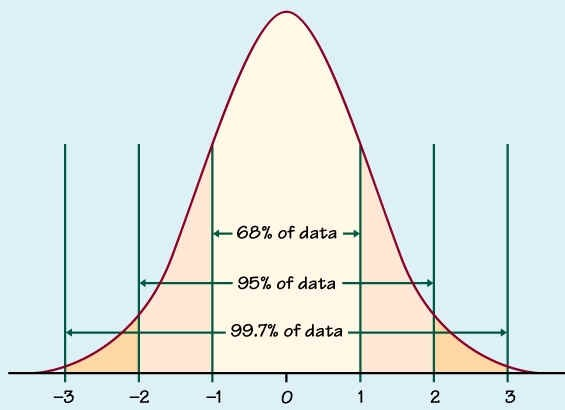 68% of data
95% of data
99.7% of data
−3 −2 −1 0 1 2 3